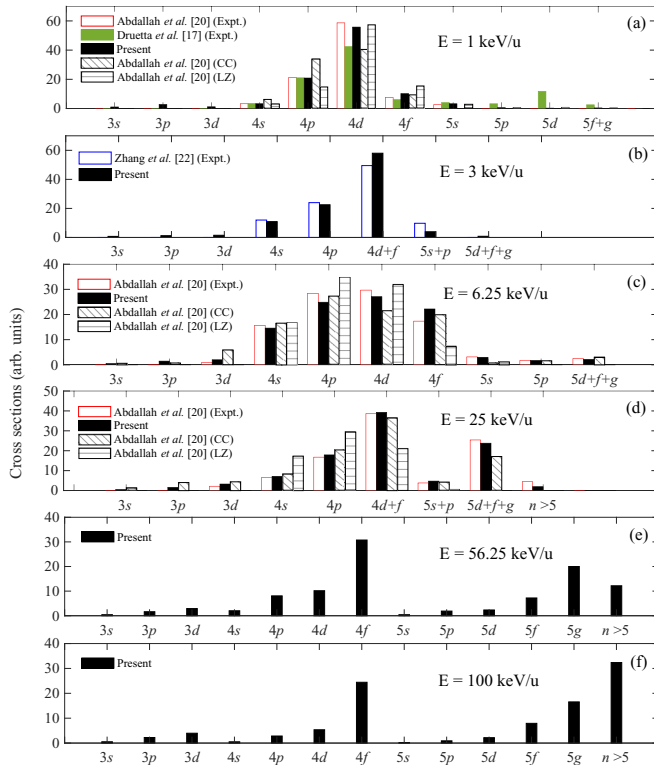 Cross sections (arb. units)
(a)
E = 1 keV/u
Abdallah et al. [20] (Expt.)
Druetta et al. [17] (Expt.)
Present
Abdallah et al. [20] (CC)
Abdallah et al. [20] (LZ)
60
40
20
0
3s 3p 3d 4s 4p 4d 4f 5s 5p 5d 5f+g
(b)
E = 3 keV/u
Zhang et al. [22] (Expt.)
Present
60
40
20
0
3s 3p 3d 4s 4p 4d+f 5s+p 5d+f+g
(c)
E = 6.25 keV/u
Abdallah et al. [20] (Expt.)
Present
Abdallah et al. [20] (CC)
Abdallah et al. [20] (LZ)
40
30
20
10
0
3s 3p 3d 4s 4p 4d 4f 5s 5p 5d+f+g
(d)
E = 25 keV/u
Abdallah et al. [20] (Expt.)
Present
Abdallah et al. [20] (CC)
Abdallah et al. [20] (LZ)
50
40
30
20
10
0
3s 3p 3d 4s 4p 4d+f 5s+p 5d+f+g n >5
(e)
E = 56.25 keV/u
Present
30
20
10
0
3s 3p 3d 4s 4p 4d 4f 5s 5p 5d 5f 5g n >5
(f)
E = 100 keV/u
Present
30
20
10
0
3s 3p 3d 4s 4p 4d 4f 5s 5p 5d 5f 5g n >5